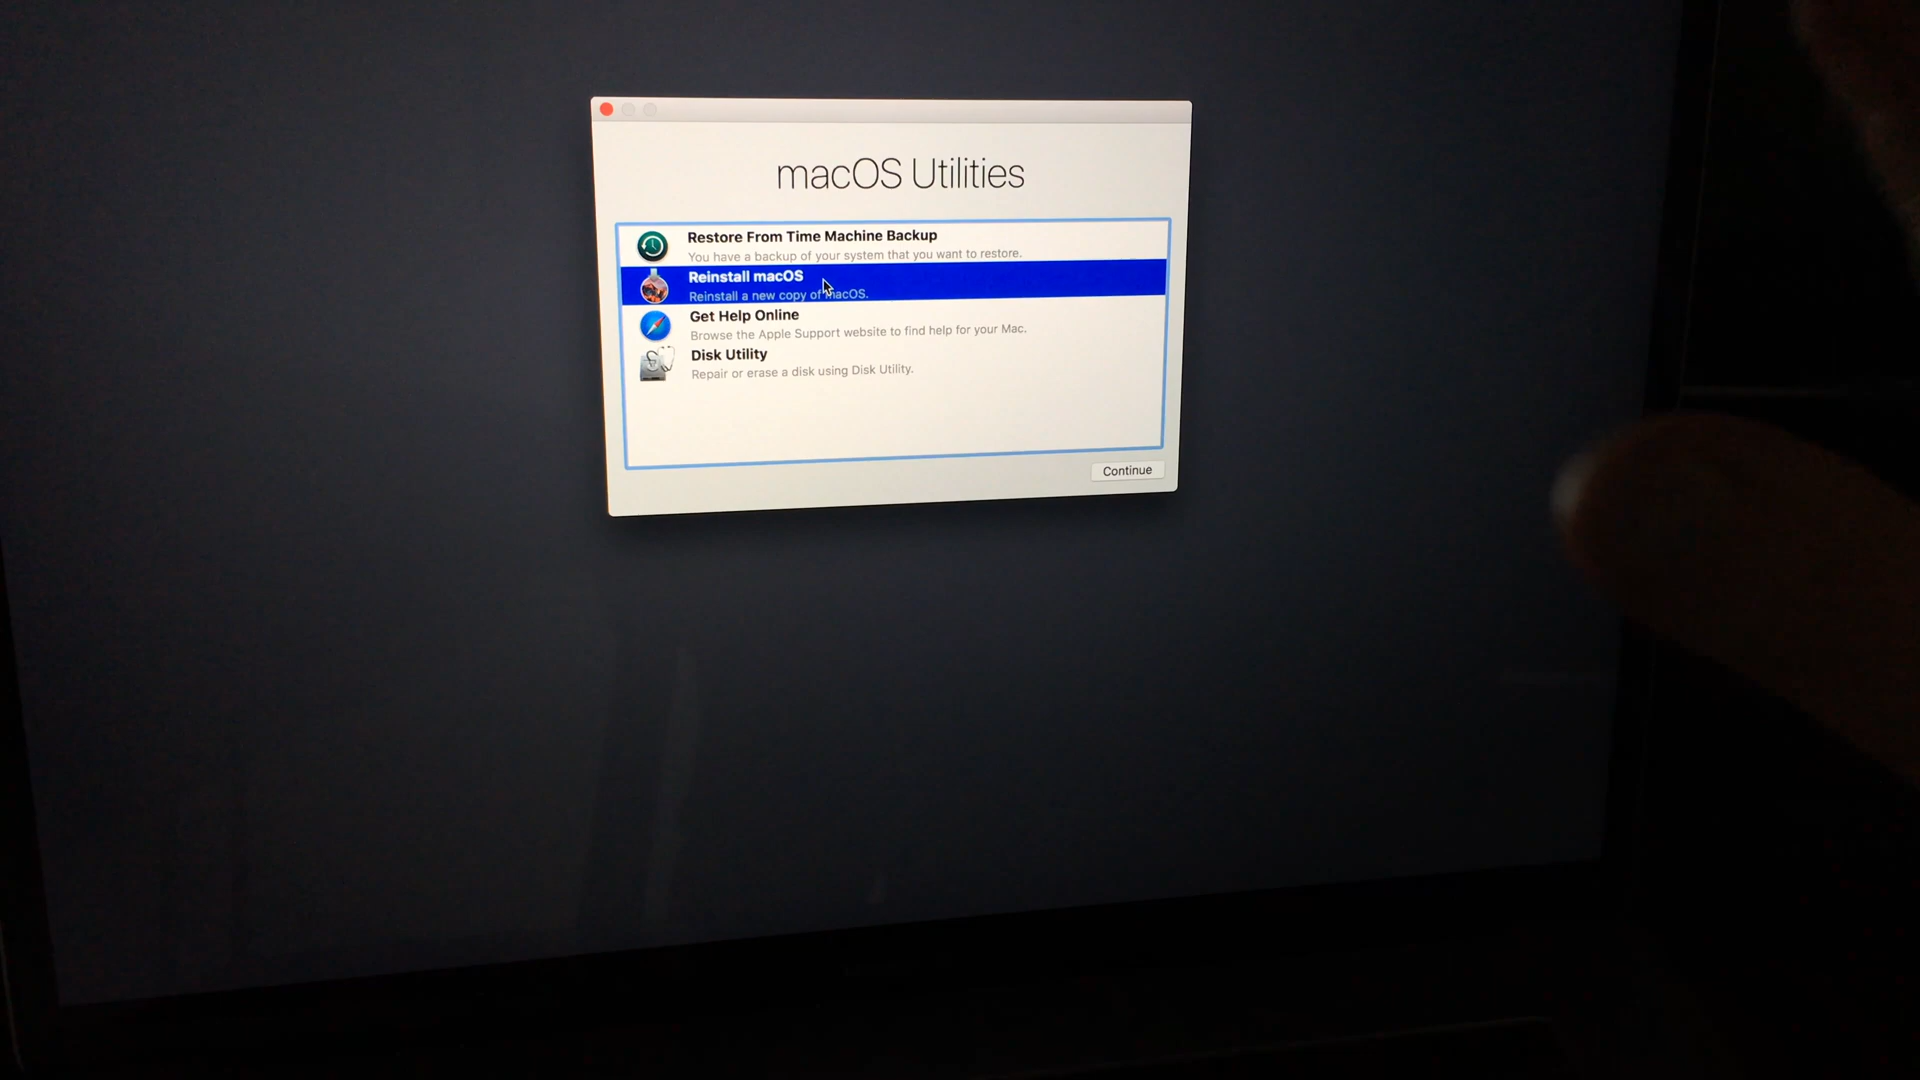 macOS Utilities
Restore From Time Machine Backup
You have a backup of your system that you want to restore.
Reinstall macOS
Reinstall a new copy of macOS.
Get Help Online
Browse the Apple Support website to find help for your Mac.
Disk Utility
Repair or erase a disk using Disk Utility.
Continue